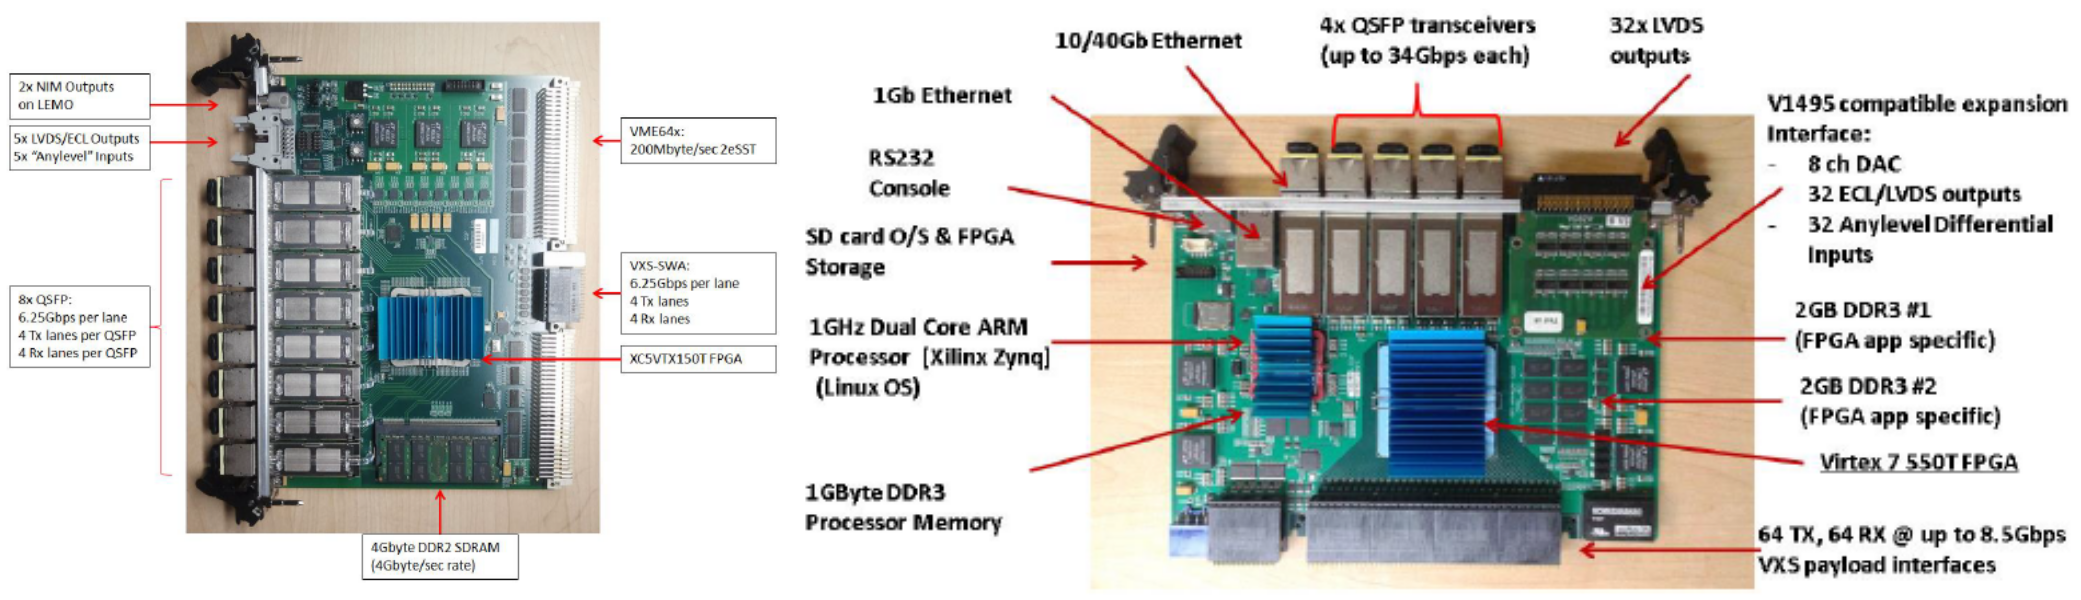 2x NIM Outputs
on LEMO
5x LVDS/ECL Outputs
5x “Anylevel” Inputs
8x QSFP:
6.25Gbps per lane
4 Tx lanes per QSFP
4 Rx lanes per QSFP
VME64x:
200Mbyte/sec 2eSST
VXS-SWA:
6.25Gbps per lane
4 Tx lanes
4 Rx lanes
XC5VTX150T FPGA
4Gbyte DDR2 SDRAM
(4Gbyte/sec rate)
10/40Gb Ethernet
4x QSFP transceivers
(up to 34Gbps each)
32x LVDS
outputs
1Gb Ethernet
RS232
Console
SD card O/S & FPGA
Storage
1GHz Dual Core ARM
Processor [Xilinx Zynq]
(Linux OS)
1GByte DDR3
Processor Memory
V1495 compatible expansion
Interface:
- 8 ch DAC
32 ECL/LVDS outputs
- 32 Anylevel Differential
Inputs
2GB DDR3 #1
(FPGA app specific)
2GB DDR3 #2
(FPGA app specific)
Virtex 7 550T FPGA
64 TX, 64 RX @ up to 8.5Gbps
VXS payload interfaces